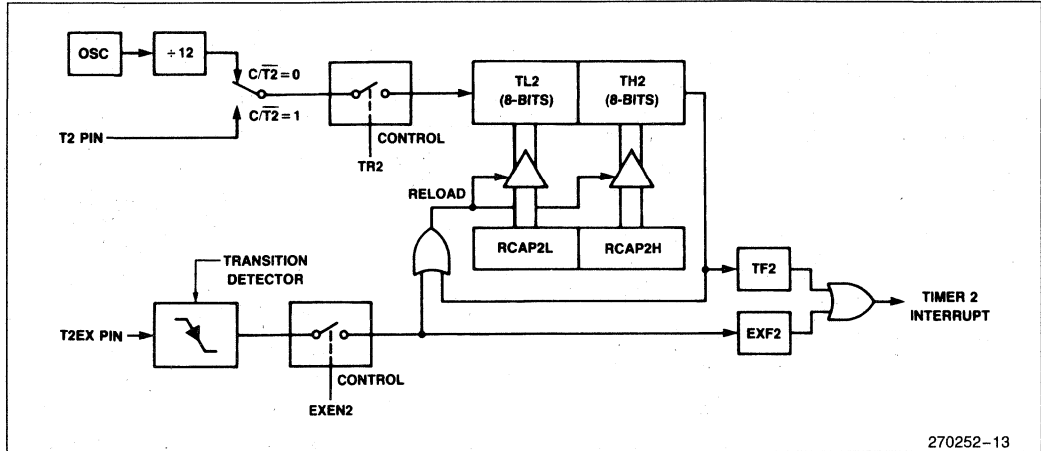 OSC
÷12
C/T2̅ = 0
C/T2̅ = 1
T2 PIN
CONTROL
TR2
TL2
(8-BITS)
TH2
(8-BITS)
RELOAD
RCAP2L
RCAP2H
TRANSITION
DETECTOR
T2EX PIN
CONTROL
EXEN2
TF2
EXF2
TIMER 2
INTERRUPT
270252–13